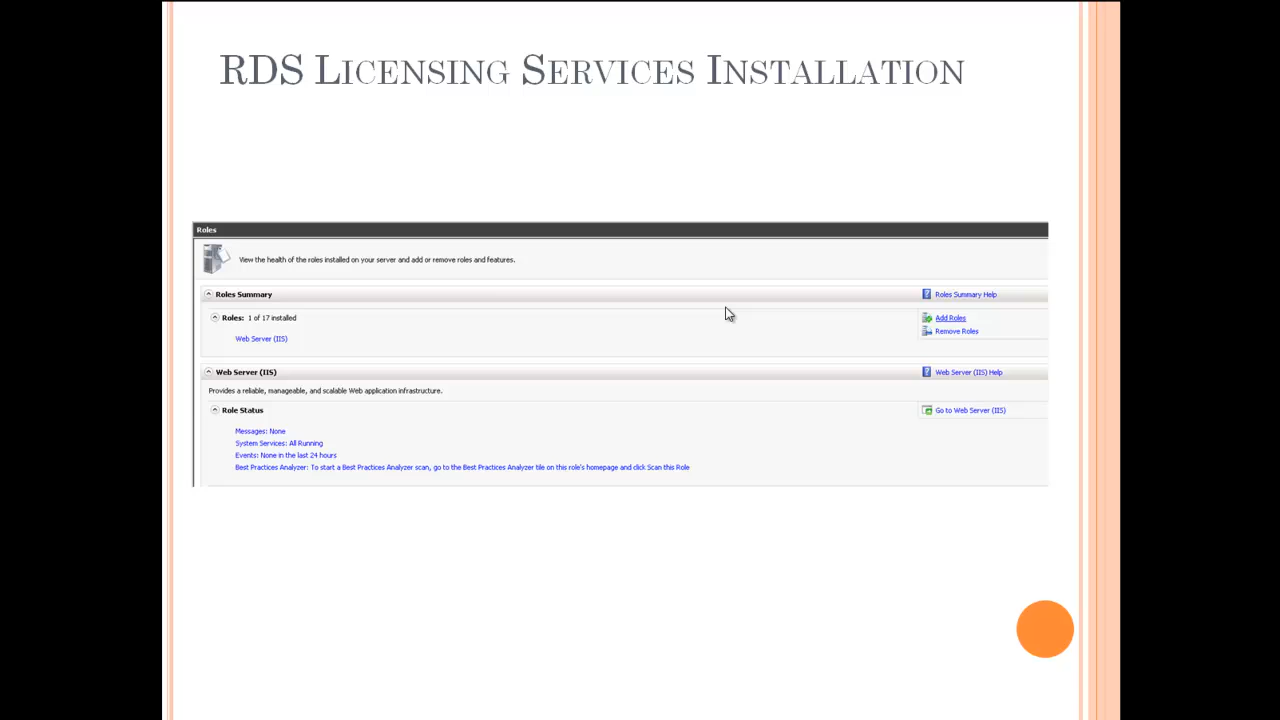 RDS Licensing Services Installation
Roles
View the health of the roles installed on your server and add or remove roles and features.
Roles Summary
Roles Summary Help
Roles: 1 of 17 installed
Add Roles
Web Server (IIS)
Remove Roles
Web Server (IIS)
Web Server (IIS) Help
Provides a reliable, manageable, and scalable Web application infrastructure.
Role Status
Go to Web Server (IIS)
Messages: None
System Services: All Running
Events: None in the last 24 hours
Best Practices Analyzer: To start a Best Practices Analyzer scan, go to the Best Practices Analyzer tile on this role's homepage and click Scan this Role